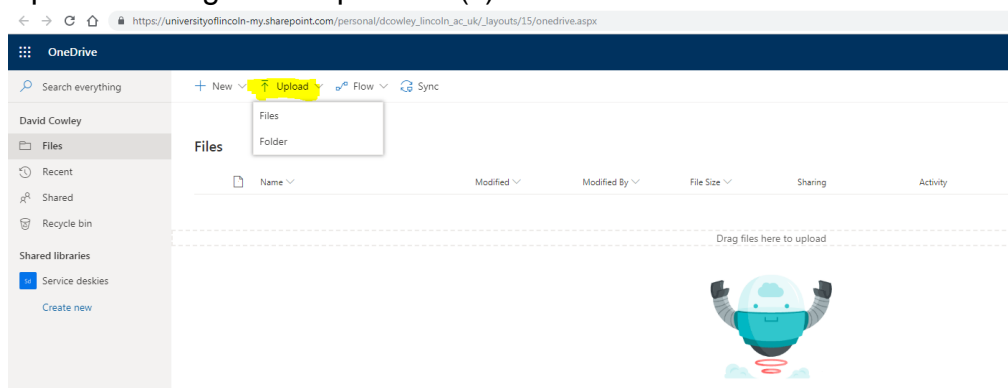 https://universityoflincoln-my.sharepoint.com/personal/dcowley_lincoln_ac_uk/_layouts/15/onedrive.aspx
OneDrive
Search everything
New Upload Flow Sync
David Cowley
Files
Folder
Files
Files
Recent
Shared
Recycle bin
Name Modified Modified By File Size Sharing Activity
Drag files here to upload
Shared libraries
Sd Service deskies
Create new